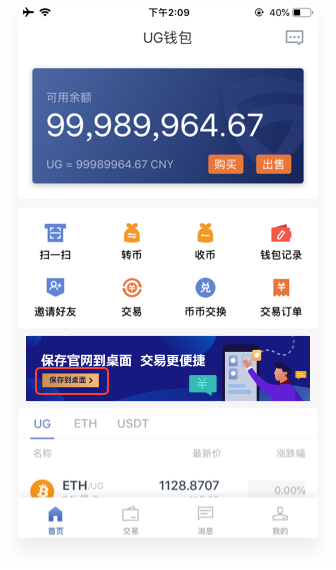 下午2:09
40%
UG钱包
可用余额
99,989,964.67
UG = 99989964.67 CNY
购买
出售
扫一扫
转币
收币
钱包记录
邀请好友
交易
币币交换
交易订单
保存官网到桌面 交易更便捷
保存到桌面 >
UG
ETH
USDT
名称
最新价
涨跌幅
ETH/UG
1128.8707
0.00%
首页
交易
消息
我的